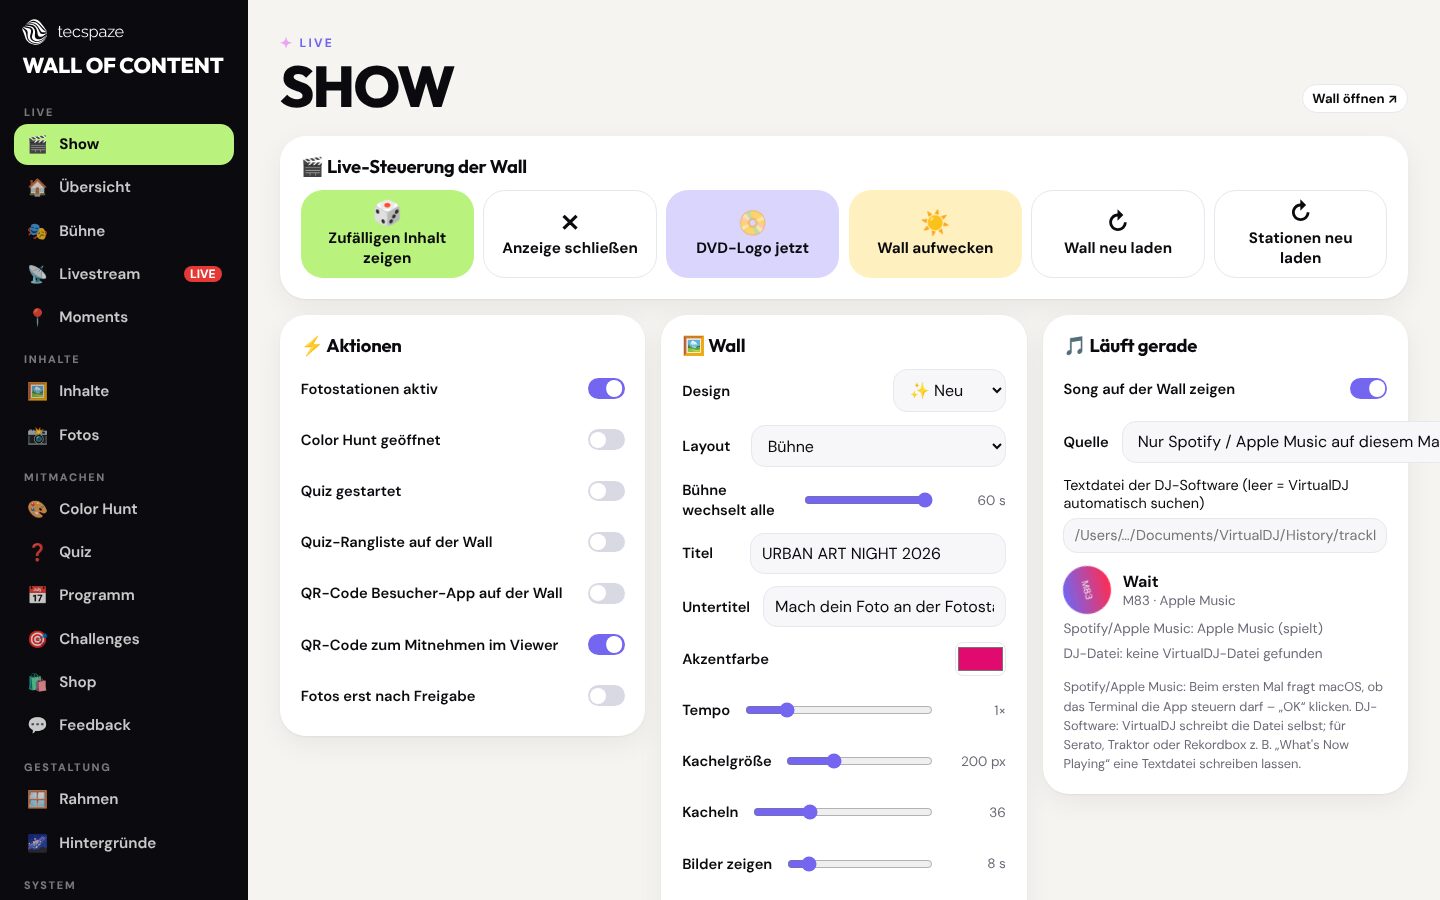 tecspaze
WALL OF CONTENT
LIVE
Show
Übersicht
Bühne
Livestream LIVE
Moments
INHALTE
Inhalte
Fotos
MITMACHEN
Color Hunt
Quiz
Programm
Challenges
Shop
Feedback
GESTALTUNG
Rahmen
Hintergründe
SYSTEM
LIVE
SHOW
Wall öffnen ↗
Live-Steuerung der Wall
Zufälligen Inhalt
zeigen
Anzeige schließen
DVD-Logo jetzt
Wall aufwecken
Wall neu laden
Stationen neu
laden
Aktionen
Fotostationen aktiv
Color Hunt geöffnet
Quiz gestartet
Quiz-Rangliste auf der Wall
QR-Code Besucher-App auf der Wall
QR-Code zum Mitnehmen im Viewer
Fotos erst nach Freigabe
Wall
Design ✨ Neu
Layout Bühne
Bühne
wechselt alle 60 s
Titel URBAN ART NIGHT 2026
Untertitel Mach dein Foto an der Fotosta
Akzentfarbe
Tempo 1×
Kachelgröße 200 px
Kacheln 36
Bilder zeigen 8 s
Läuft gerade
Song auf der Wall zeigen
Quelle Nur Spotify / Apple Music auf diesem Ma
Textdatei der DJ-Software (leer = VirtualDJ
automatisch suchen)
/Users/…/Documents/VirtualDJ/History/trackl
M83
Wait
M83 · Apple Music
Spotify/Apple Music: Apple Music (spielt)
DJ-Datei: keine VirtualDJ-Datei gefunden
Spotify/Apple Music: Beim ersten Mal fragt macOS, ob
das Terminal die App steuern darf – „OK“ klicken. DJ-
Software: VirtualDJ schreibt die Datei selbst; für
Serato, Traktor oder Rekordbox z. B. „What's Now
Playing“ eine Textdatei schreiben lassen.